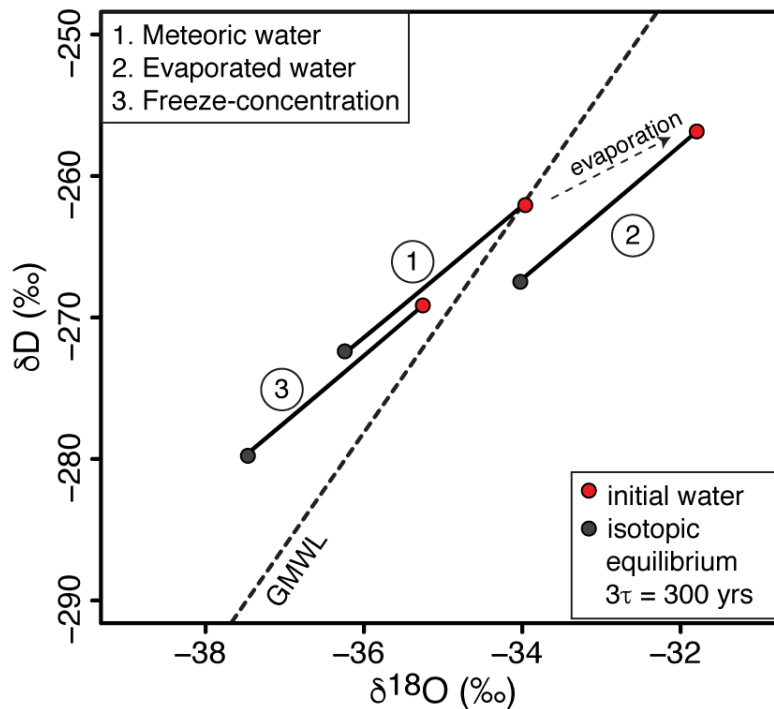 1. Meteoric water
2. Evaporated water
3. Freeze-concentration
evaporation
1
2
3
GMWL
initial water
isotopic
equilibrium
3τ = 300 yrs
δD (‰)
−250
−260
−270
−280
−290
−38
−36
−34
−32
δ¹⁸O (‰)